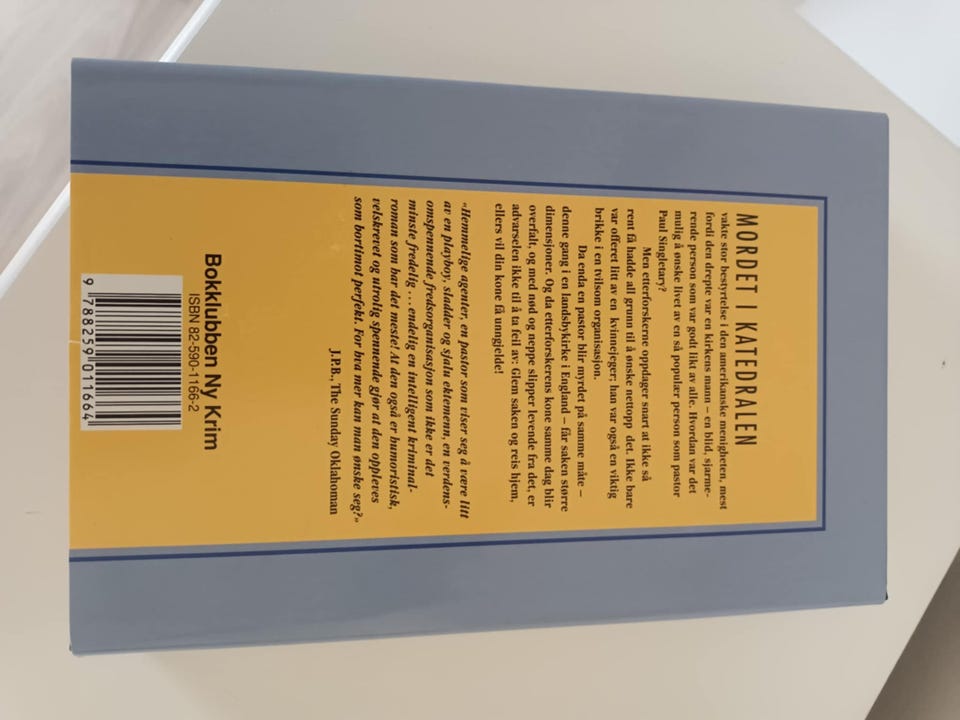 MORDET I KATEDRALEN
vakte stor bestyrtelse i den amerikanske menigheten, mest
fordi den drepte var en kirkens mann – en blid, sjarme-
rende person som var godt likt av alle. Hvordan var det
mulig å ønske livet av en så populær person som pastor
Paul Singletary?
Men etterforskerne oppdager snart at ikke så
rent få hadde all grunn til å ønske nettopp det. Ikke bare
var offeret litt av en kvinnejeger; han var også en viktig
brikke i en tvilsom organisasjon.
Da enda en pastor blir myrdet på samme måte –
denne gang i en landsbykirke i England – får saken større
dimensjoner. Og da etterforskerens kone samme dag blir
overfalt, og med nød og neppe slipper levende fra det, er
advarselen ikke til å ta feil av: Glem saken og reis hjem,
ellers vil din kone få unngjelde!
«Hemmelige agenter, en pastor som viser seg å være litt
av en playboy, sladder og sjalu ektemenn, en verdens-
omspennende fredsorganisasjon som ikke er det
minste fredelig ... endelig en intelligent kriminal-
roman som har det meste! At den også er humoristisk,
velskrevet og utrolig spennende gjør at den oppleves
som bortimot perfekt. For hva mer kan man ønske seg?»
J.P.B., The Sunday Oklahoman
Bokklubben Ny Krim
ISBN 82-590-1166-2
9 788259 011664